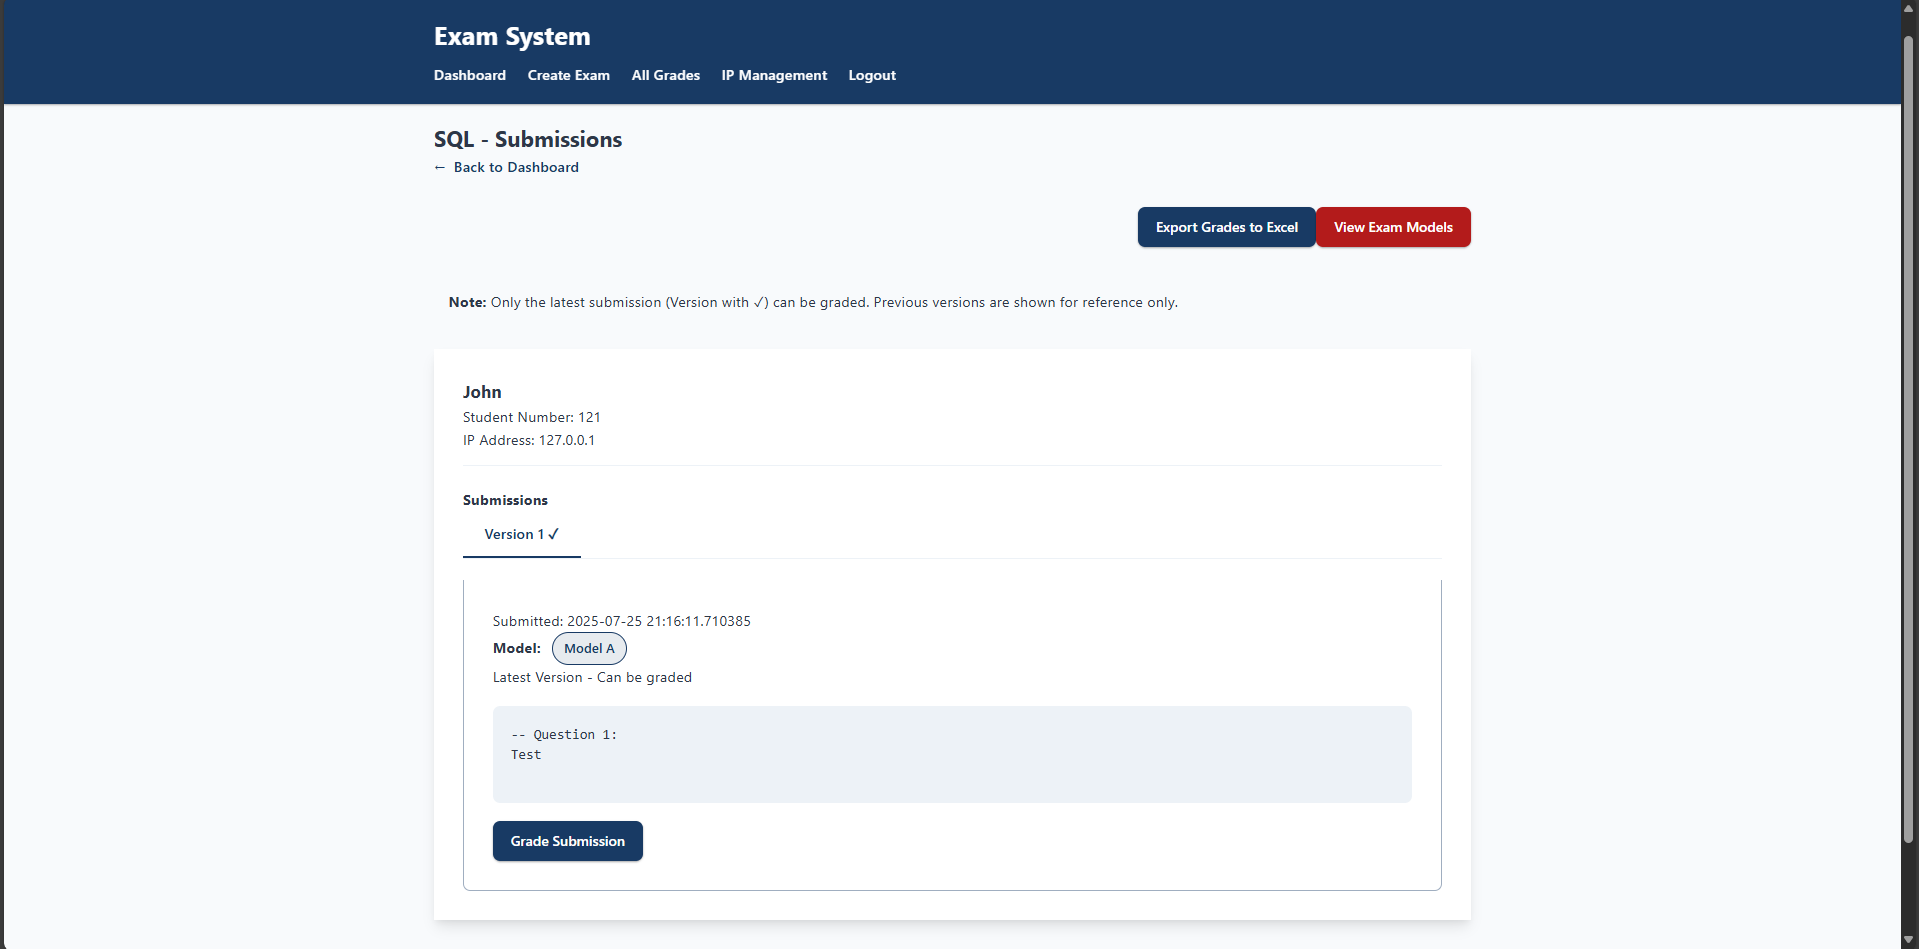 Exam System
Dashboard Create Exam All Grades IP Management Logout
SQL - Submissions
← Back to Dashboard
Export Grades to Excel View Exam Models
Note: Only the latest submission (Version with ✓) can be graded. Previous versions are shown for reference only.
John
Student Number: 121
IP Address: 127.0.0.1
Submissions
Version 1 ✓
Submitted: 2025-07-25 21:16:11.710385
Model: Model A
Latest Version - Can be graded
-- Question 1:
Test
Grade Submission